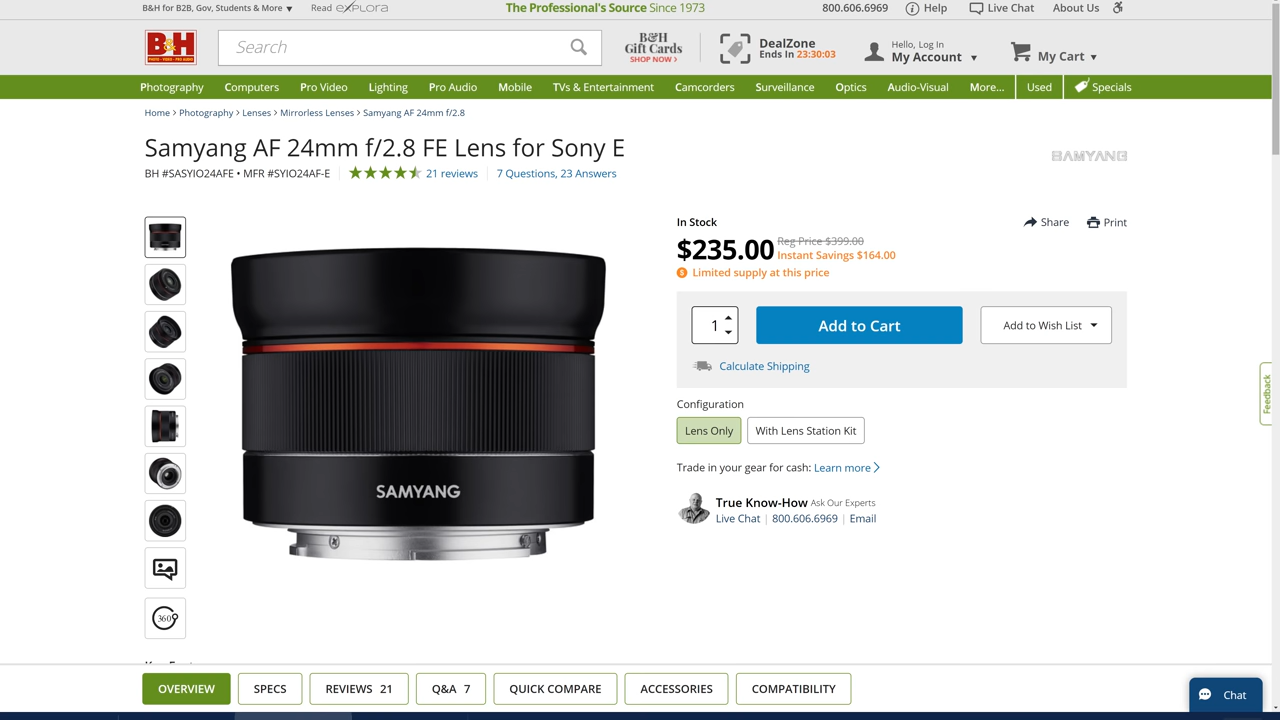 B&H for B2B, Gov, Students & More ▼ Read eXPLORA The Professional's Source Since 1973 800.606.6969 Help Live Chat About Us
B&H
PHOTO · VIDEO · PRO AUDIO
Search
B&H
Gift Cards
SHOP NOW ›
DealZone
Ends In 23:30:03
Hello, Log In
My Account ▼
My Cart ▼
Photography Computers Pro Video Lighting Pro Audio Mobile TVs & Entertainment Camcorders Surveillance Optics Audio-Visual More... Used Specials
Home › Photography › Lenses › Mirrorless Lenses › Samyang AF 24mm f/2.8
Samyang AF 24mm f/2.8 FE Lens for Sony E
SAMYANG
BH #SASYIO24AFE • MFR #SYIO24AF-E 21 reviews 7 Questions, 23 Answers
In Stock
Share Print
$235.00 Reg Price $399.00
Instant Savings $164.00
$ Limited supply at this price
1 Add to Cart Add to Wish List
Calculate Shipping
Configuration
Lens Only With Lens Station Kit
Trade in your gear for cash: Learn more
True Know-How Ask Our Experts
Live Chat | 800.606.6969 | Email
SAMYANG
360º
Feedback
OVERVIEW SPECS REVIEWS 21 Q&A 7 QUICK COMPARE ACCESSORIES COMPATIBILITY
Chat